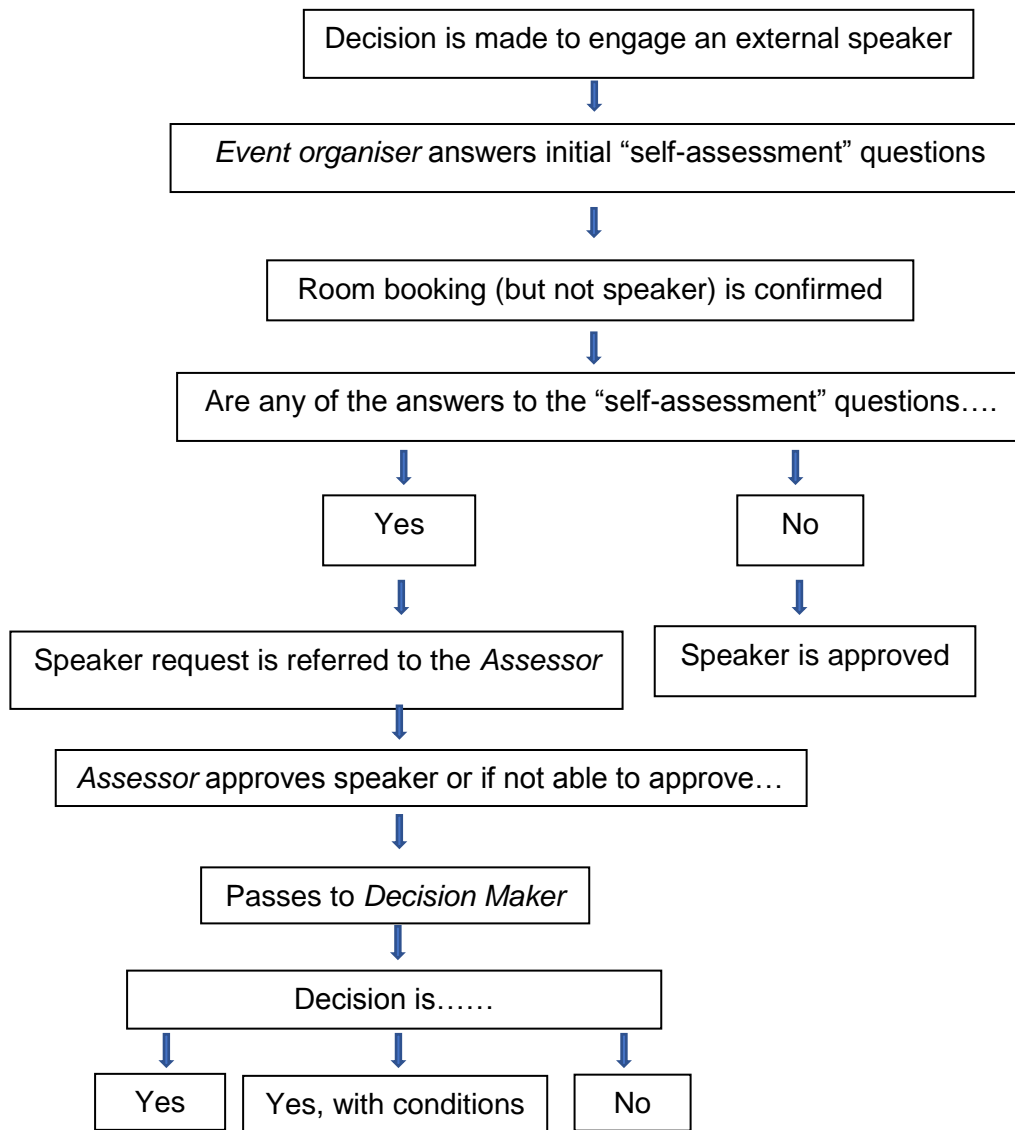 Decision is made to engage an external speaker
Event organiser answers initial “self-assessment” questions
Room booking (but not speaker) is confirmed
Are any of the answers to the “self-assessment” questions….
Yes
No
Speaker request is referred to the Assessor
Speaker is approved
Assessor approves speaker or if not able to approve…
Passes to Decision Maker
Decision is……
Yes
Yes, with conditions
No